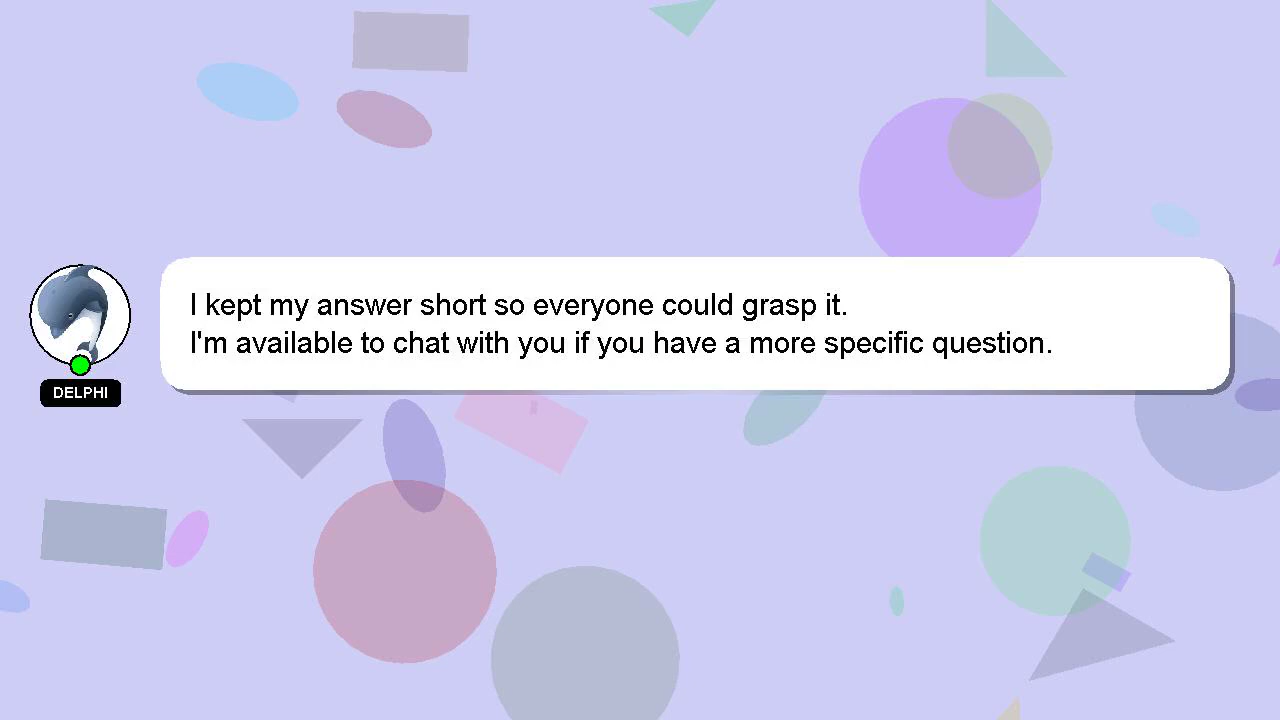 I kept my answer short so everyone could grasp it.
I'm available to chat with you if you have a more specific question.
DELPHI